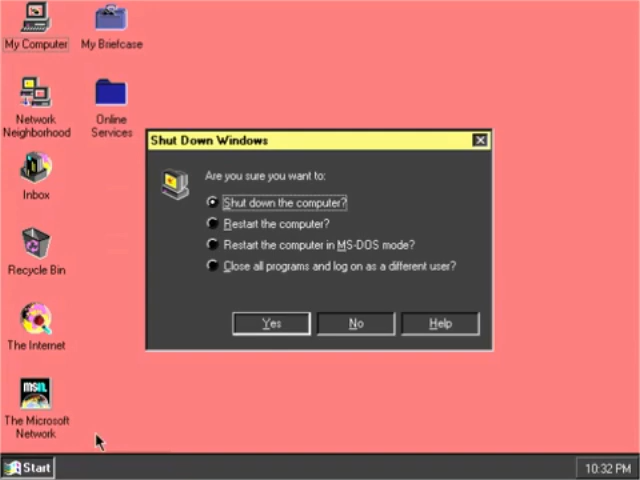 My Computer
My Briefcase
Network
Neighborhood
Online
Services
Inbox
Recycle Bin
The Internet
msn
The Microsoft
Network
Shut Down Windows
Are you sure you want to:
Shut down the computer?
Restart the computer?
Restart the computer in MS-DOS mode?
Close all programs and log on as a different user?
Yes
No
Help
Start
10:32 PM